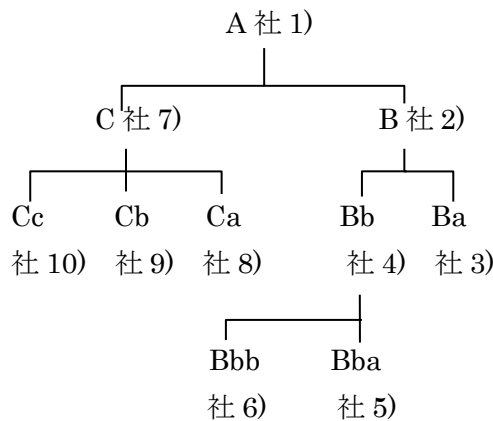 A 社 1)
C 社 7) B 社 2)
Cc Cb Ca Bb Ba
社 10) 社 9) 社 8) 社 4) 社 3)
Bbb Bba
社 6) 社 5)